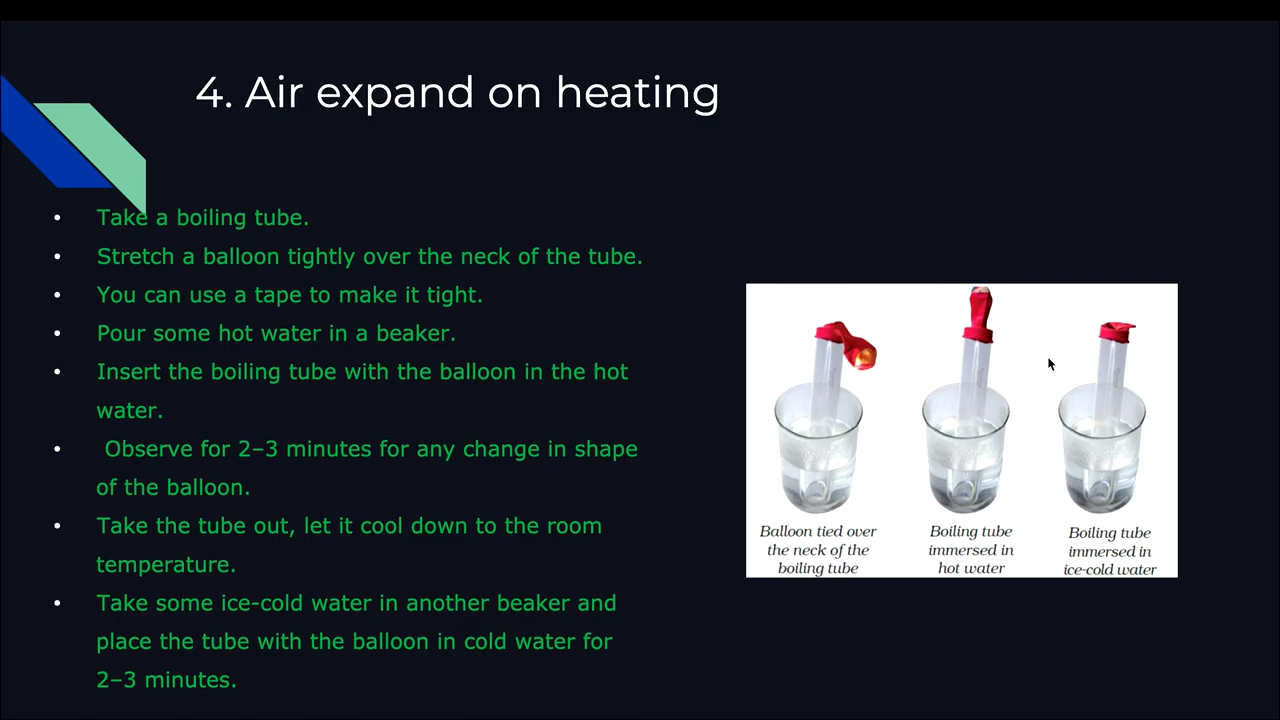 4. Air expand on heating
• Take a boiling tube.
• Stretch a balloon tightly over the neck of the tube.
• You can use a tape to make it tight.
• Pour some hot water in a beaker.
• Insert the boiling tube with the balloon in the hot
water.
• Observe for 2–3 minutes for any change in shape
of the balloon.
• Take the tube out, let it cool down to the room
temperature.
• Take some ice-cold water in another beaker and
place the tube with the balloon in cold water for
2–3 minutes.
Balloon tied over
the neck of the
boiling tube
Boiling tube
immersed in
hot water
Boiling tube
immersed in
ice-cold water